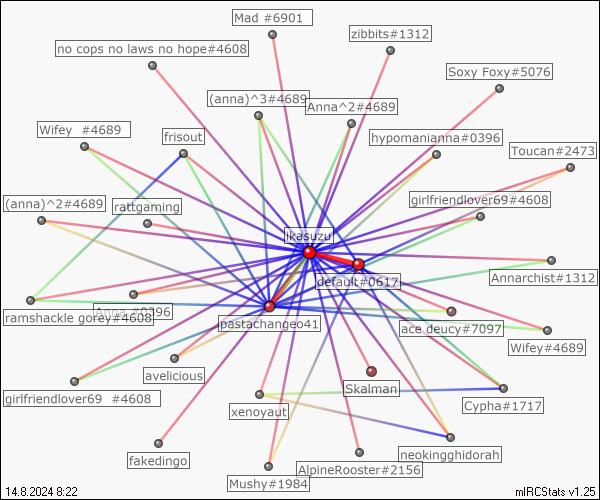 Mad #6901
zibbits#1312
no cops no laws no hope#4608
Soxy Foxy#5076
(anna)^3#4689
Anna^2#4689
Wifey #4689
frisout
hypomanianna#0396
Toucan#2473
(anna)^2#4689
rattgaming
girlfriendlover69#4608
ikasuzu
default#0617
Annarchist#1312
Anna #0396
ramshackle gorey#4608
pastachangeo41
ace deucy#7097
Wifey#4689
avelicious
Skalman
girlfriendlover69 #4608
xenoyaut
Cypha#1717
fakedingo
neokingghidorah
Mushy#1984
AlpineRooster#2156
14.8.2024 8:22
mIRCStats v1.25